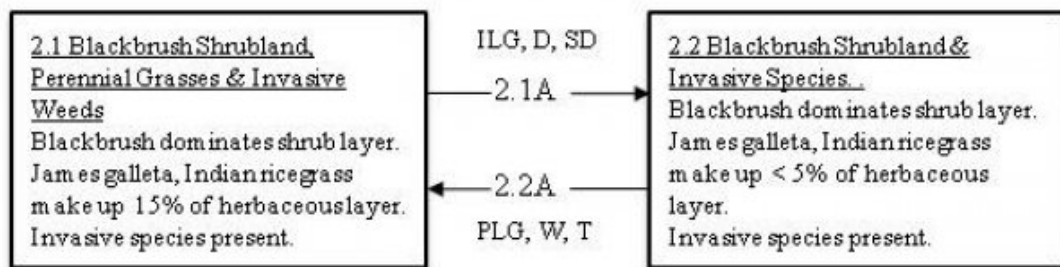 2.1 Blackbrush Shrubland,
Perennial Grasses & Invasive
Weeds
Blackbrush dominates shrub layer.
James galleta, Indian ricegrass
make up 15% of herbaceous layer.
Invasive species present.
ILG, D, SD
2.1A
2.2A
PLG, W, T
2.2 Blackbrush Shrubland &
Invasive Species. .
Blackbrush dominates shrub layer.
James galleta, Indian ricegrass
make up < 5% of herbaceous
layer.
Invasive species present.